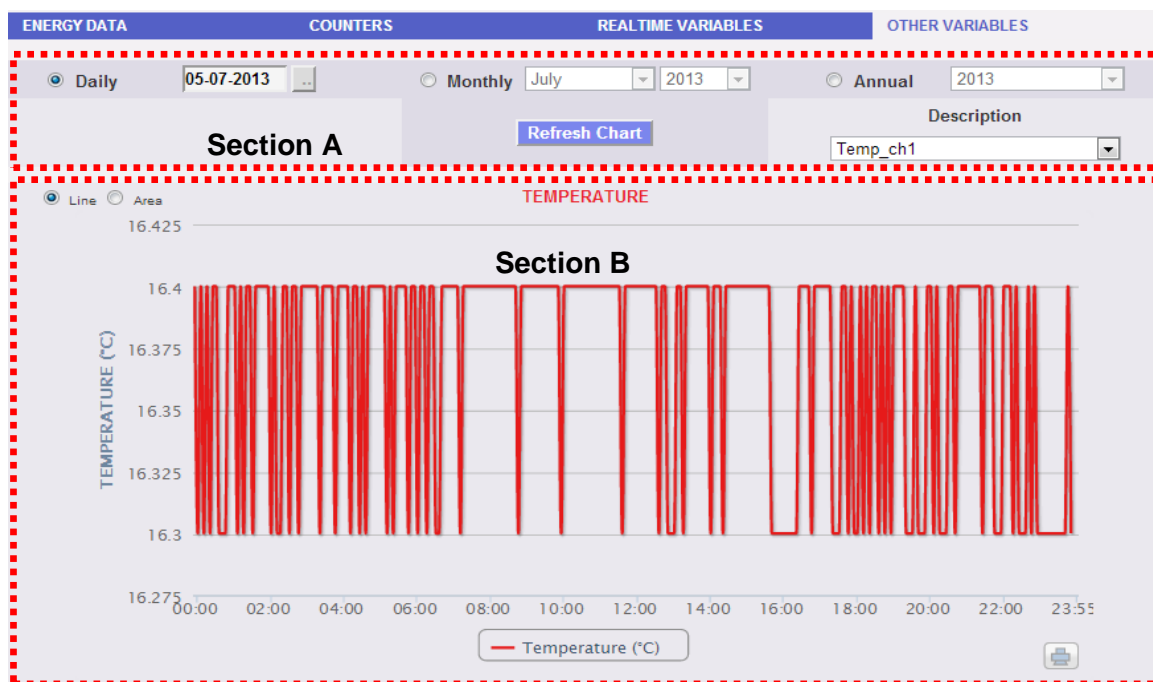 ENERGY DATA COUNTERS REALTIME VARIABLES OTHER VARIABLES
Daily 05-07-2013 .. Monthly July 2013 Annual 2013
Description
Section A Refresh Chart Temp_ch1
Line Area TEMPERATURE
Section B
TEMPERATURE (°C)
16.425
16.4
16.375
16.35
16.325
16.3
16.275
00:00 02:00 04:00 06:00 08:00 10:00 12:00 14:00 16:00 18:00 20:00 22:00 23:55
Temperature (°C)